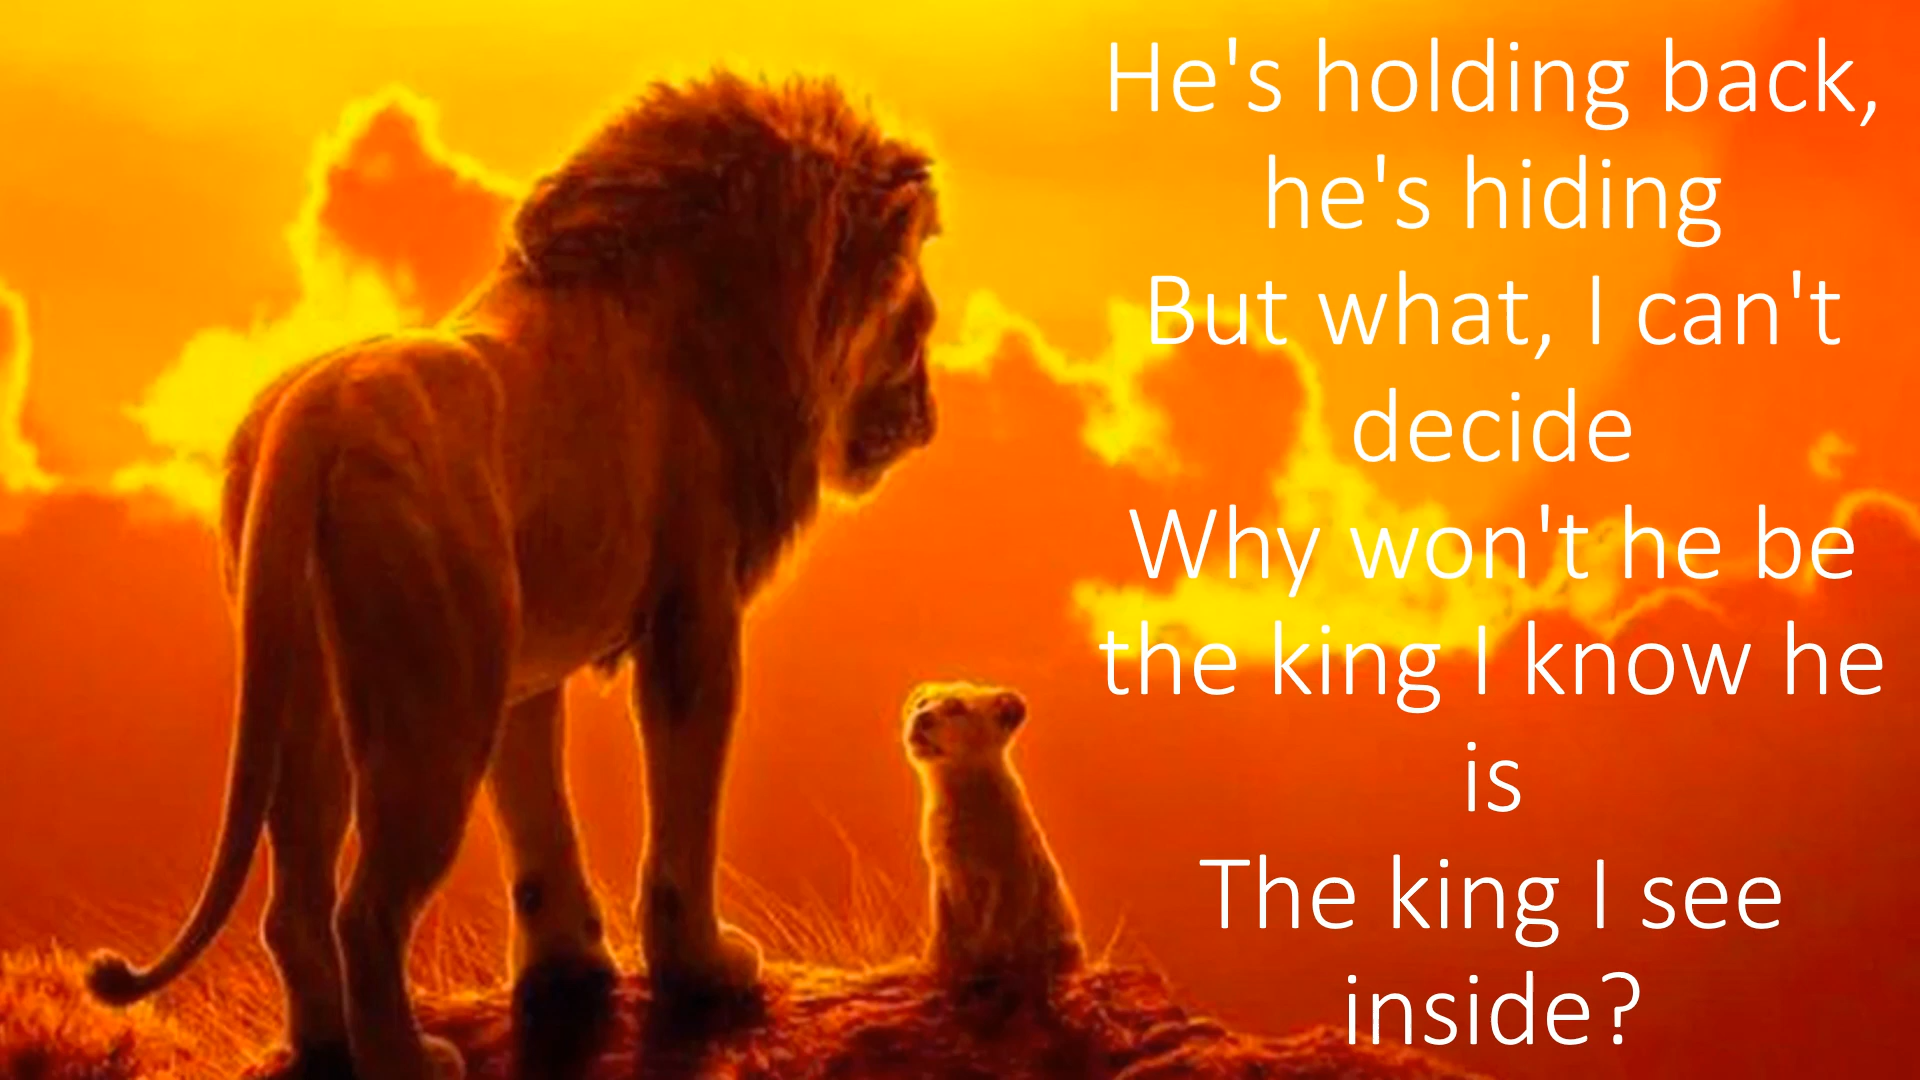 He's holding back,
he's hiding
But what, I can't
decide
Why won't he be
the king I know he
is
The king I see
inside?